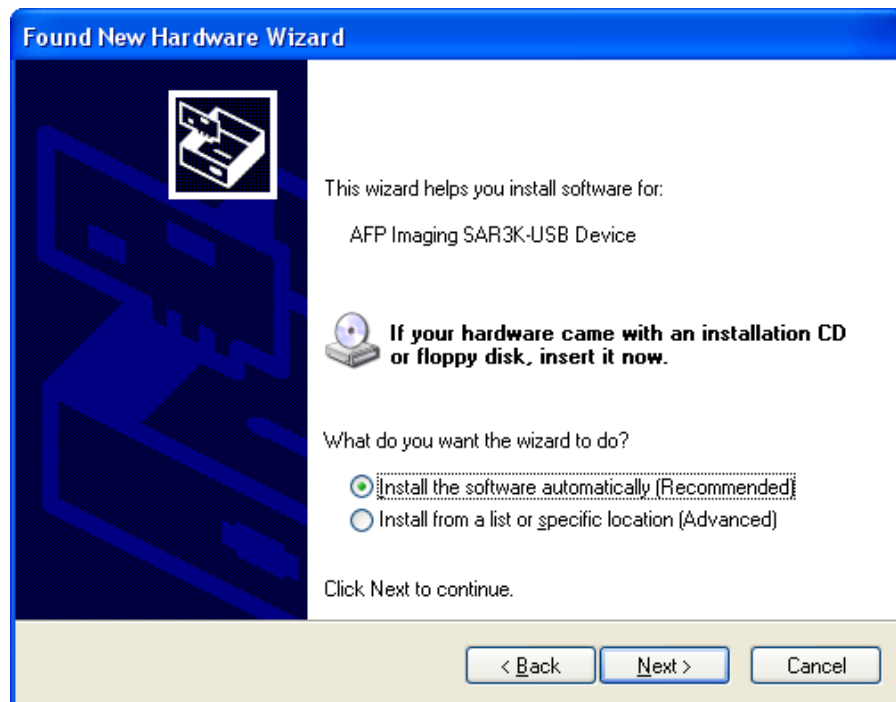 Found New Hardware Wizard
This wizard helps you install software for:
AFP Imaging SAR3K-USB Device
If your hardware came with an installation CD
or floppy disk, insert it now.
What do you want the wizard to do?
Install the software automatically (Recommended)
Install from a list or specific location (Advanced)
Click Next to continue.
< Back Next > Cancel